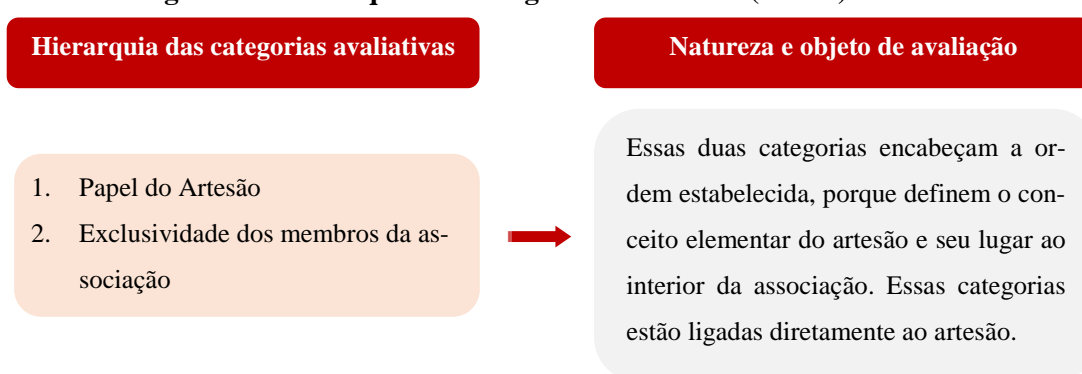 Hierarquia das categorias avaliativas
Natureza e objeto de avaliação
1. Papel do Artesão
2. Exclusividade dos membros da as-
sociação
Essas duas categorias encabeçam a or-
dem estabelecida, porque definem o con-
ceito elementar do artesão e seu lugar ao
interior da associação. Essas categorias
estão ligadas diretamente ao artesão.